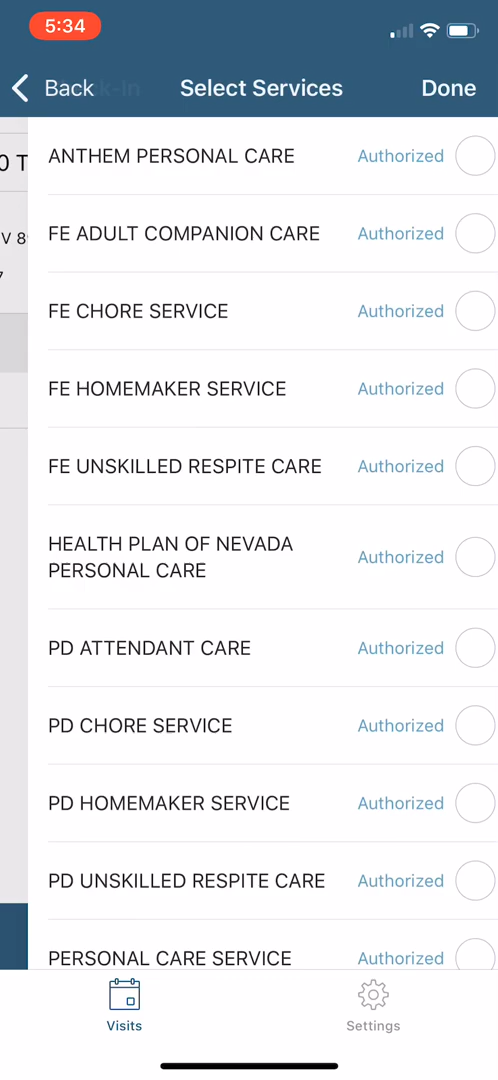 5:34
Back
Select Services
Done
0 T
ANTHEM PERSONAL CARE Authorized
V 8
FE ADULT COMPANION CARE Authorized
FE CHORE SERVICE Authorized
FE HOMEMAKER SERVICE Authorized
FE UNSKILLED RESPITE CARE Authorized
HEALTH PLAN OF NEVADA
PERSONAL CARE Authorized
PD ATTENDANT CARE Authorized
PD CHORE SERVICE Authorized
PD HOMEMAKER SERVICE Authorized
PD UNSKILLED RESPITE CARE Authorized
PERSONAL CARE SERVICE Authorized
Visits
Settings